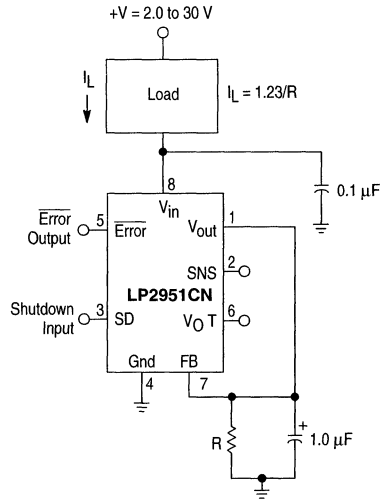 +V = 2.0 to 30 V
I_L
Load
I_L = 1.23/R
8
0.1 µF
V_in
Error
Output
5
Error
V_out
1
SNS
2
LP2951CN
Shutdown
Input
3
SD
V_O T
6
Gnd
FB
4
7
R
+
1.0 µF